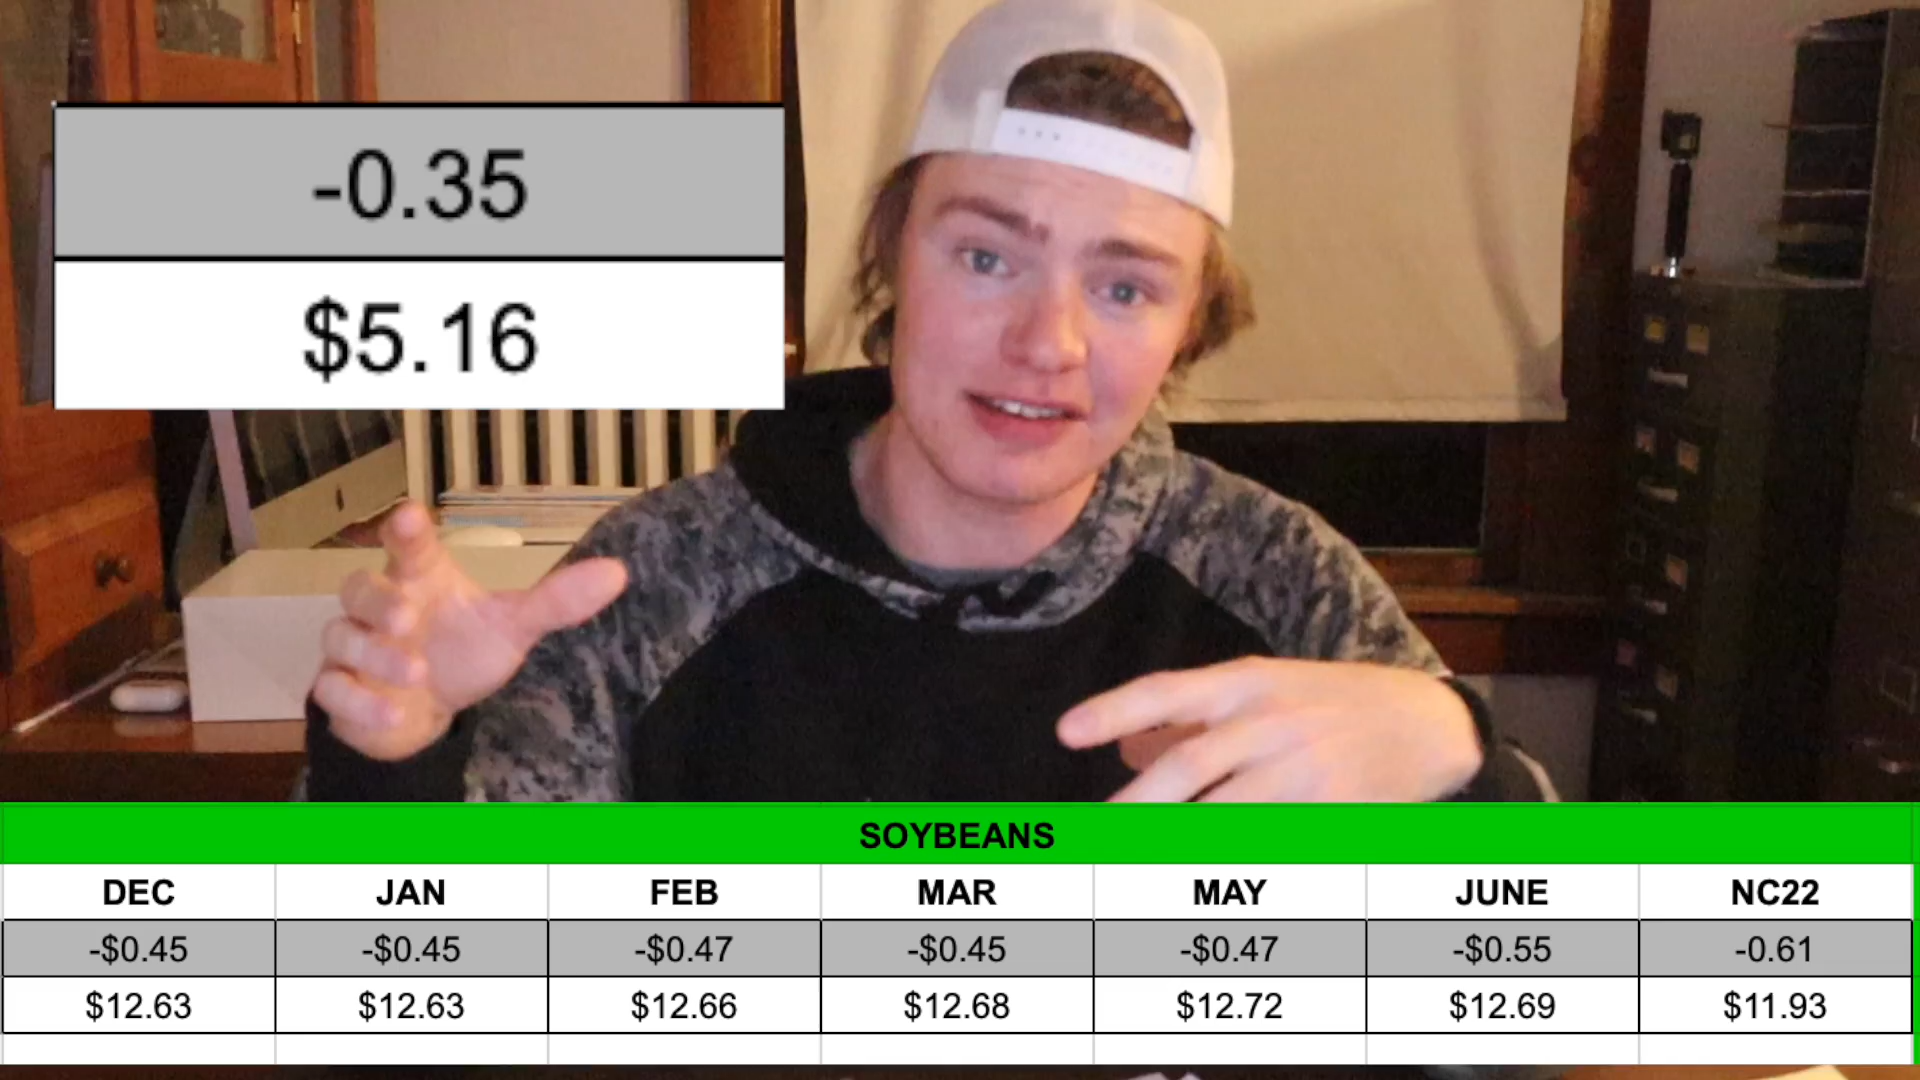 -0.35
$5.16
SOYBEANS
DEC JAN FEB MAR MAY JUNE NC22
-$0.45 -$0.45 -$0.47 -$0.45 -$0.47 -$0.55 -0.61
$12.63 $12.63 $12.66 $12.68 $12.72 $12.69 $11.93